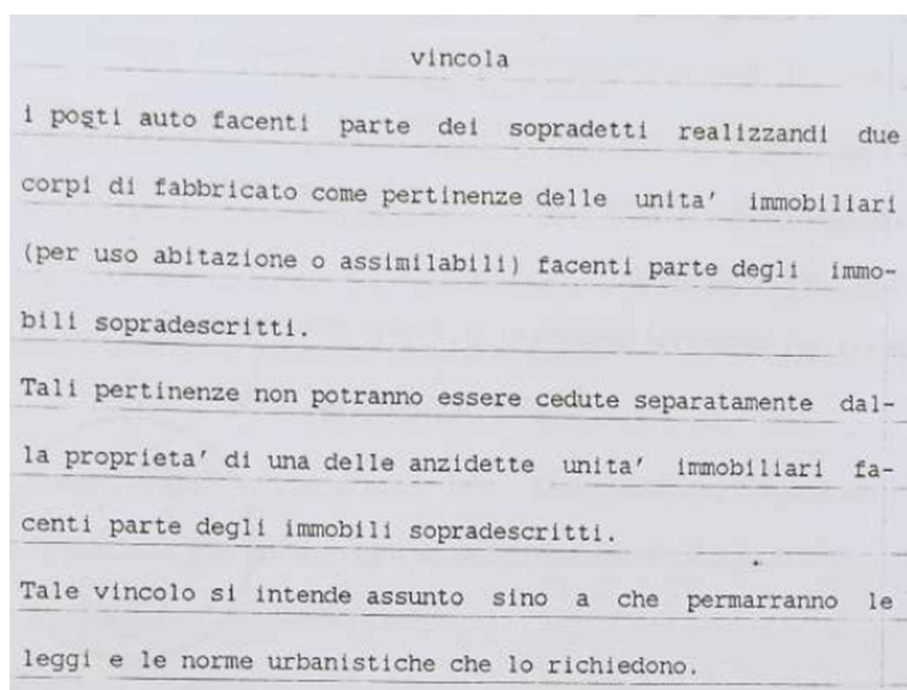 vincola
i posti auto facenti parte dei sopradetti realizzandi due
corpi di fabbricato come pertinenze delle unita' immobiliari
(per uso abitazione o assimilabili) facenti parte degli immo-
bili sopradescritti.
Tali pertinenze non potranno essere cedute separatamente dal-
la proprieta' di una delle anzidette unita' immobiliari fa-
centi parte degli immobili sopradescritti.
Tale vincolo si intende assunto sino a che permarranno le
leggi e le norme urbanistiche che lo richiedono.